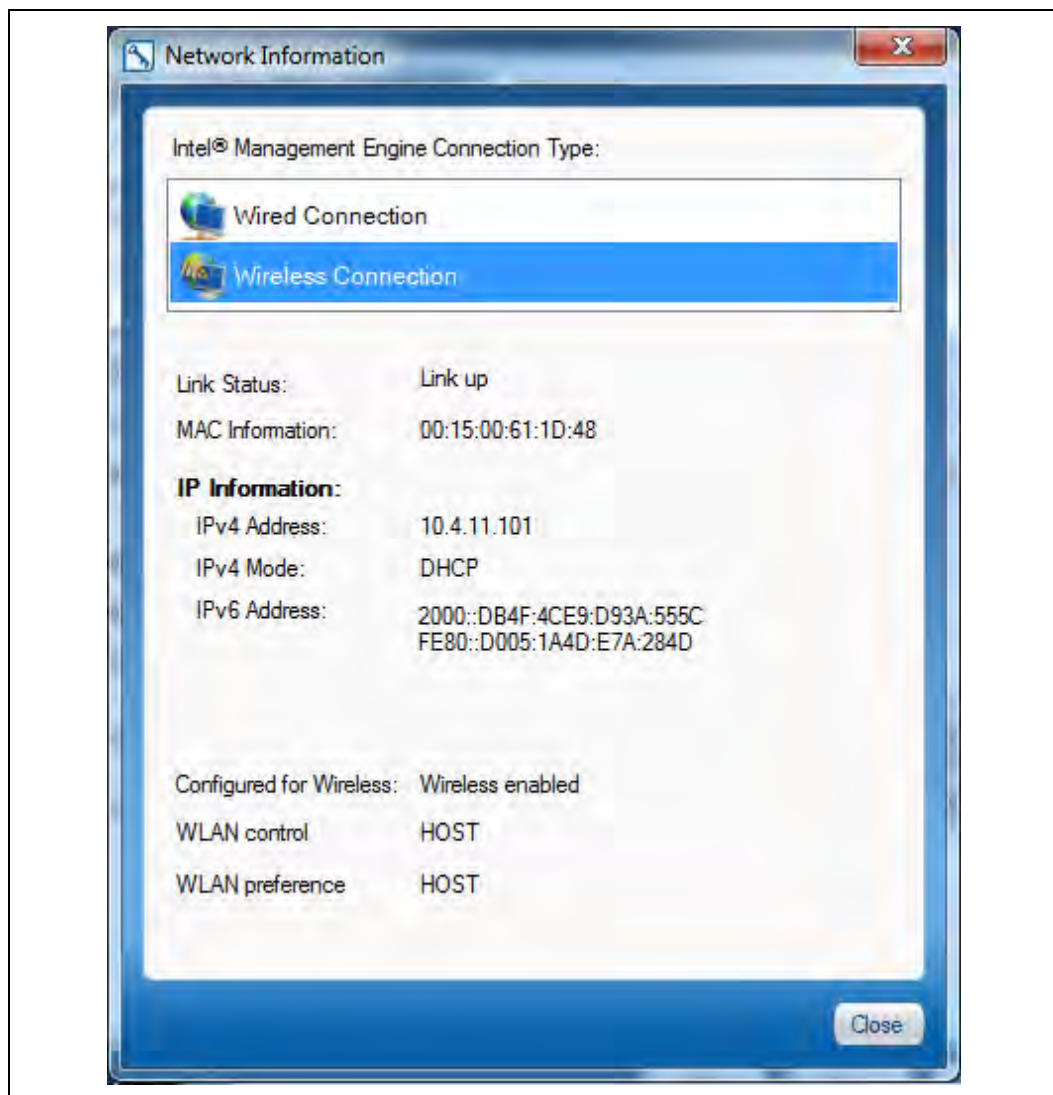 Network Information
Intel® Management Engine Connection Type:
Wired Connection
Wireless Connection
Link Status: Link up
MAC Information: 00:15:00:61:1D:48
IP Information:
IPv4 Address: 10.4.11.101
IPv4 Mode: DHCP
IPv6 Address: 2000::DB4F:4CE9:D93A:555C
FE80::D005:1A4D:E7A:284D
Configured for Wireless: Wireless enabled
WLAN control HOST
WLAN preference HOST
Close